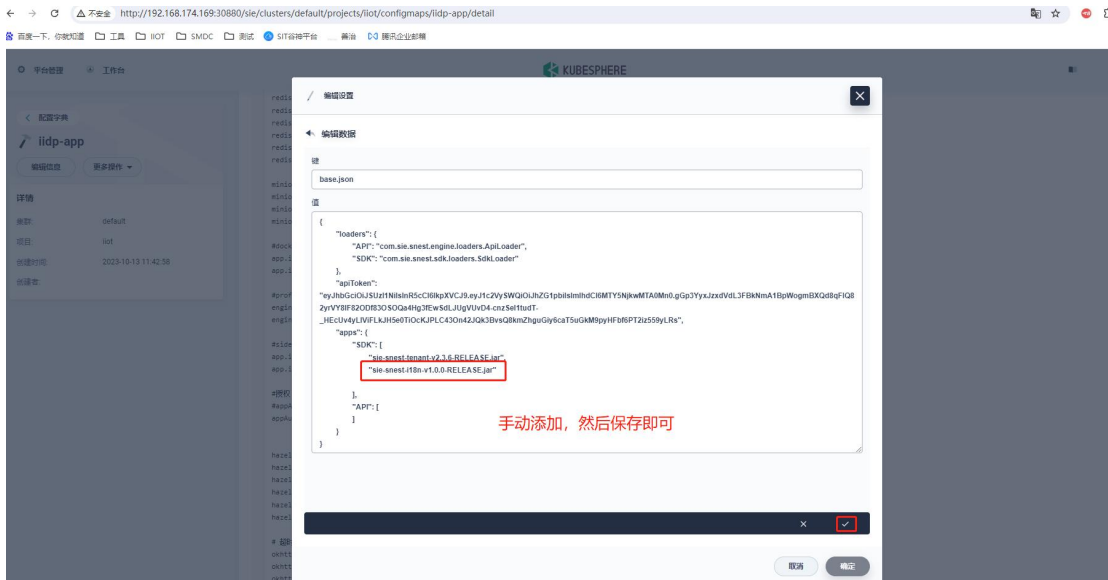 不安全 http://192.168.174.169:30880/sie/clusters/default/projects/iiot/configmaps/iidp-app/detail
百度一下，你就知道 工具 IIOT SMDC 测试 SIT谷神平台 善治 腾讯企业邮箱
平台管理 工作台 KUBESPHERE
配置字典
iidp-app
编辑信息 更多操作
详情
default
项目: iiot
创建时间: 2023-10-13 11:42:58
创建者:
编辑设置
编辑数据
键
base.json
值
{
"loaders": {
"API": "com.sie.snest.engine.loaders.ApiLoader",
"SDK": "com.sie.snest.sdk.loaders.SdkLoader"
},
"apiToken":
"apps": {
"SDK": [
"sie-snest-tenant-v2.3.6-RELEASE.jar",
"sie-snest-i18n-v1.0.0-RELEASE.jar"
],
"API": [
]
}
}
手动添加，然后保存即可
取消 确定